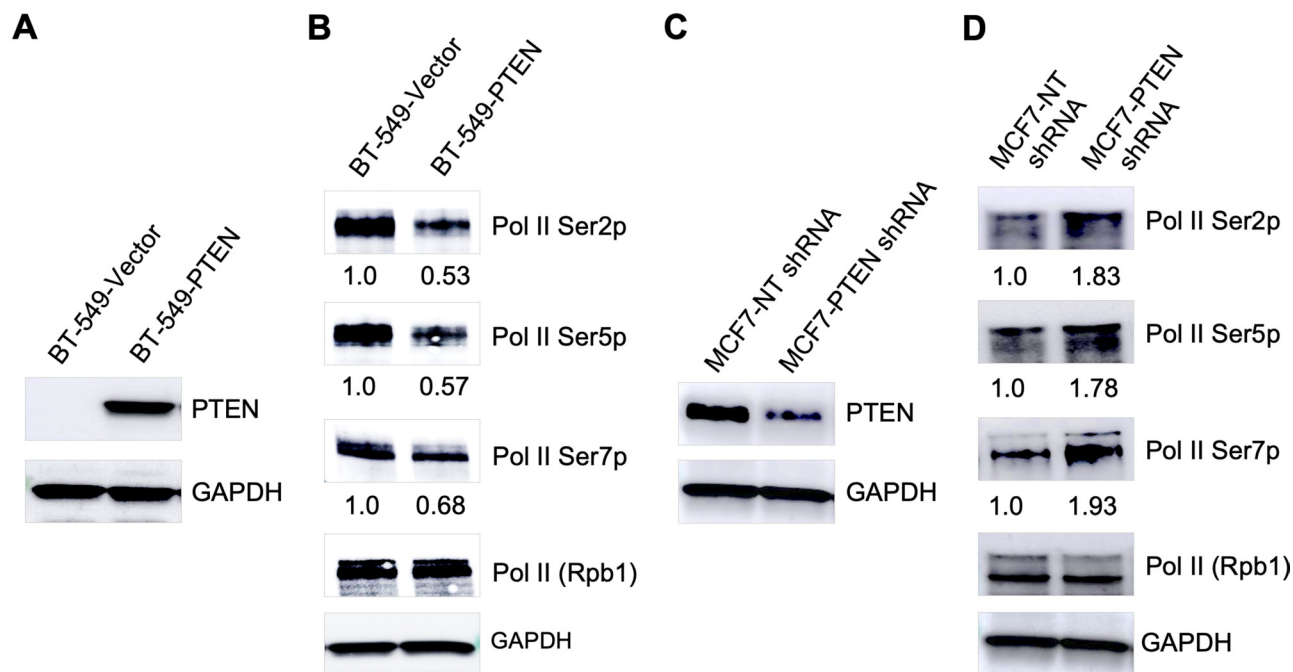 A
BT-549-Vector
BT-549-PTEN
PTEN
GAPDH
B
BT-549-Vector
BT-549-PTEN
Pol II Ser2p
1.0 0.53
Pol II Ser5p
1.0 0.57
Pol II Ser7p
1.0 0.68
Pol II (Rpb1)
GAPDH
C
MCF7-NT shRNA
MCF7-PTEN shRNA
PTEN
GAPDH
D
MCF7-NT
shRNA
MCF7-PTEN
shRNA
Pol II Ser2p
1.0 1.83
Pol II Ser5p
1.0 1.78
Pol II Ser7p
1.0 1.93
Pol II (Rpb1)
GAPDH